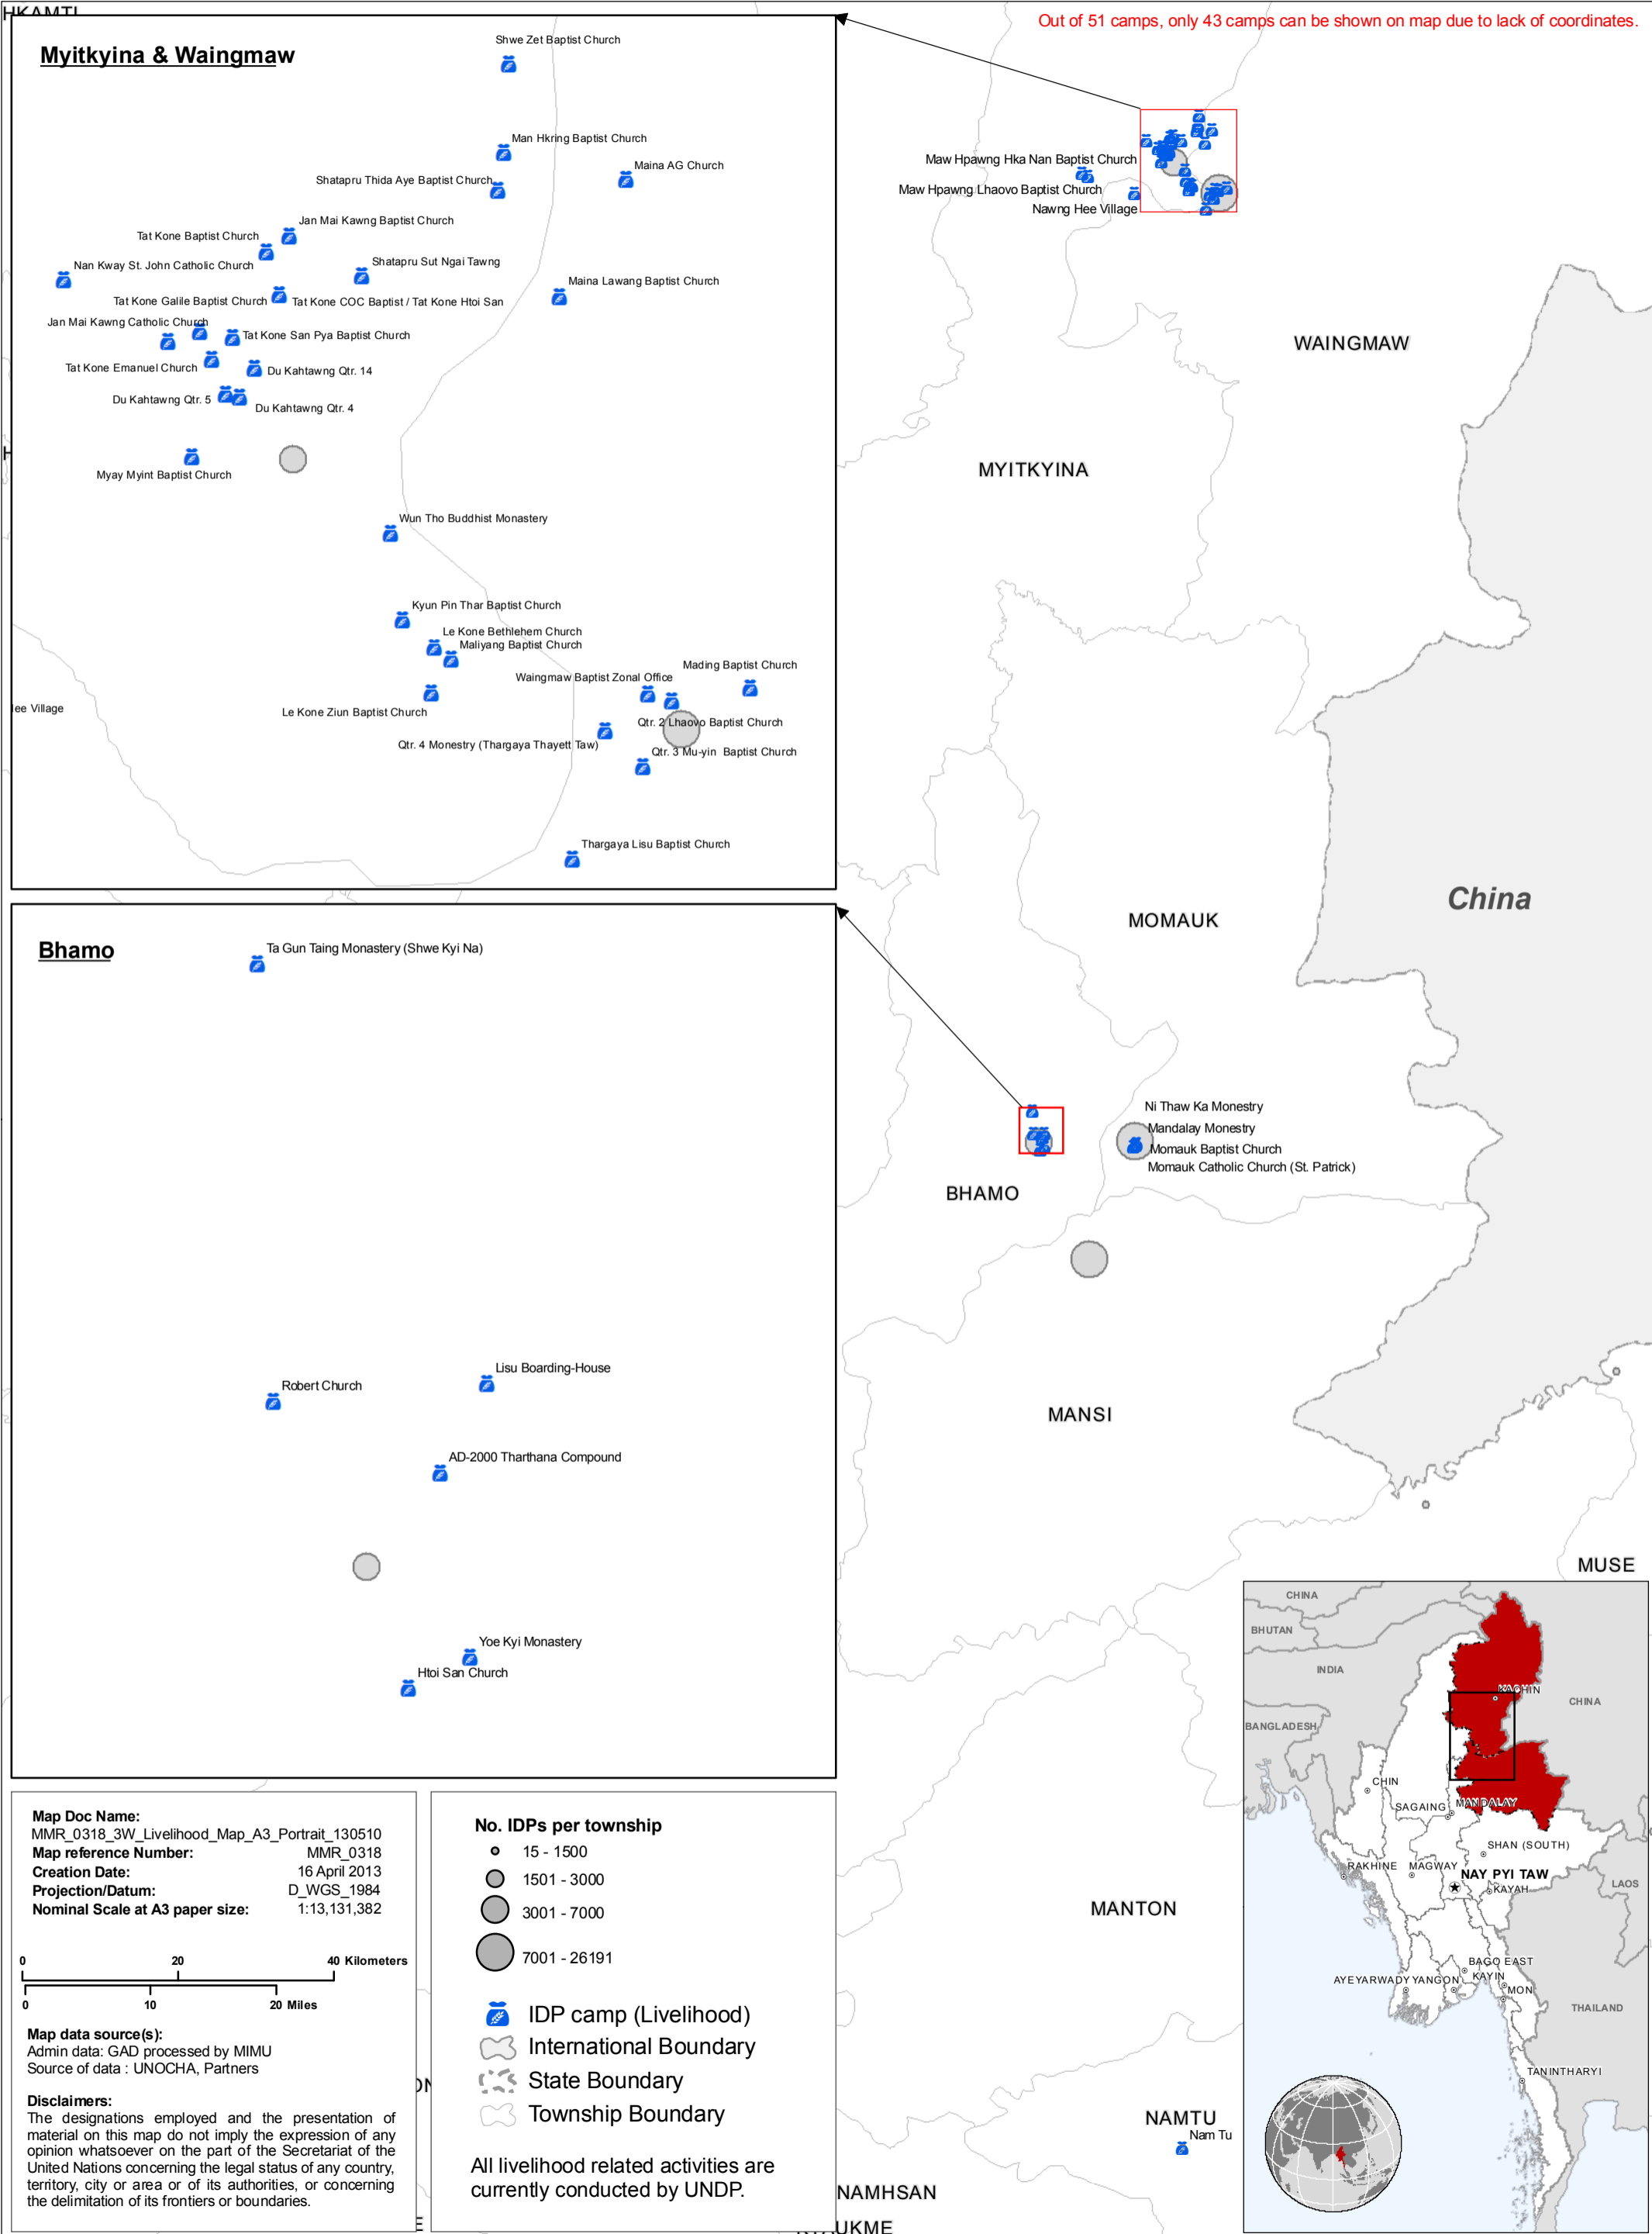 HKAMTI
Out of 51 camps, only 43 camps can be shown on map due to lack of coordinates.
Myitkyina & Waingmaw
Shwe Zet Baptist Church
Man Hkring Baptist Church
Maina AG Church
Shatapru Thida Aye Baptist Church
Jan Mai Kawng Baptist Church
Tat Kone Baptist Church
Nan Kway St. John Catholic Church
Shatapru Sut Ngai Tawng
Maina Lawang Baptist Church
Tat Kone Galile Baptist Church
Tat Kone COC Baptist / Tat Kone Htoi San
Jan Mai Kawng Catholic Church
Tat Kone San Pya Baptist Church
Tat Kone Emanuel Church
Du Kahtawng Qtr. 14
Du Kahtawng Qtr. 5
Du Kahtawng Qtr. 4
Myay Myint Baptist Church
Wun Tho Buddhist Monastery
Kyun Pin Thar Baptist Church
Le Kone Bethlehem Church
Maliyang Baptist Church
Mading Baptist Church
Waingmaw Baptist Zonal Office
lee Village
Le Kone Ziun Baptist Church
Qtr. 2 Lhaovo Baptist Church
Qtr. 4 Monestry (Thargaya Thayett Taw)
Qtr. 3 Mu-yin Baptist Church
Thargaya Lisu Baptist Church
Maw Hpawng Hka Nan Baptist Church
Maw Hpawng Lhaovo Baptist Church
Nawng Hee Village
WAINGMAW
MYITKYINA
China
MOMAUK
Bhamo
Ta Gun Taing Monastery (Shwe Kyi Na)
Lisu Boarding-House
Robert Church
AD-2000 Tharthana Compound
Yoe Kyi Monastery
Htoi San Church
Ni Thaw Ka Monestry
Mandalay Monestry
Momauk Baptist Church
Momauk Catholic Church (St. Patrick)
BHAMO
MANSI
MUSE
MANTON
NAMTU
Nam Tu
NAMHSAN
Map Doc Name:
MMR_0318_3W_Livelihood_Map_A3_Portrait_130510
Map reference Number: MMR_0318
Creation Date: 16 April 2013
Projection/Datum: D_WGS_1984
Nominal Scale at A3 paper size: 1:13,131,382
0 20 40 Kilometers
0 10 20 Miles
Map data source(s):
Admin data: GAD processed by MIMU
Source of data : UNOCHA, Partners
Disclaimers:
The designations employed and the presentation of
material on this map do not imply the expression of any
opinion whatsoever on the part of the Secretariat of the
United Nations concerning the legal status of any country,
territory, city or area or of its authorities, or concerning
the delimitation of its frontiers or boundaries.
No. IDPs per township
15 - 1500
1501 - 3000
3001 - 7000
7001 - 26191
IDP camp (Livelihood)
International Boundary
State Boundary
Township Boundary
All livelihood related activities are
currently conducted by UNDP.
CHINA
BHUTAN
INDIA
KACHIN
CHINA
BANGLADESH
CHIN
SAGAING
MANDALAY
SHAN (SOUTH)
RAKHINE
MAGWAY
NAY PYI TAW
KAYAH
LAOS
BAGO EAST
AYEYARWADY
YANGON
KAYIN
MON
THAILAND
TANINTHARYI